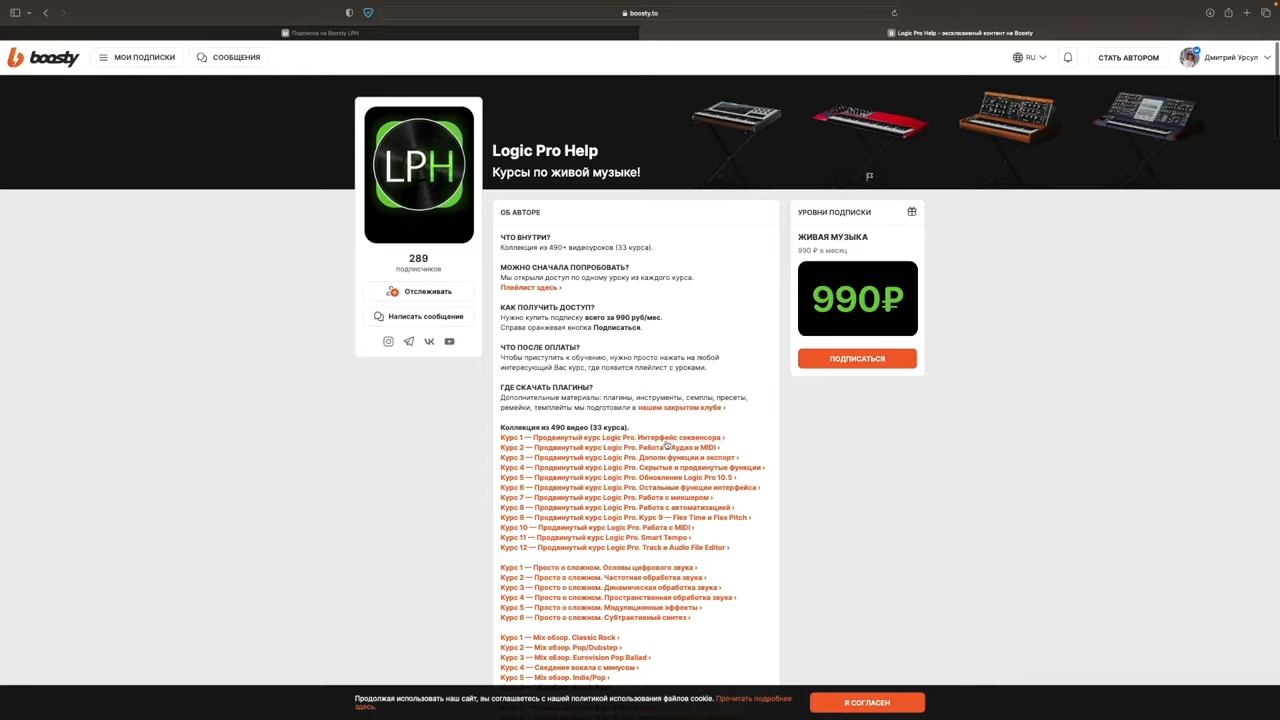 boosty.to
Подписка на Boosty LPH
Logic Pro Help - эксклюзивный контент на Boosty
boosty
МОИ ПОДПИСКИ
СООБЩЕНИЯ
RU
СТАТЬ АВТОРОМ
Дмитрий Урсул
LPH
Logic Pro Help
Курсы по живой музыке!
289
подписчиков
Отслеживать
Написать сообщение
ОБ АВТОРЕ
ЧТО ВНУТРИ?
Коллекция из 490+ видеоуроков (33 курса).
МОЖНО СНАЧАЛА ПОПРОБОВАТЬ?
Мы открыли доступ по одному уроку из каждого курса.
Плейлист здесь ›
КАК ПОЛУЧИТЬ ДОСТУП?
Нужно купить подписку всего за 990 руб/мес.
Справа оранжевая кнопка Подписаться.
ЧТО ПОСЛЕ ОПЛАТЫ?
Чтобы приступить к обучению, нужно просто нажать на любой
интересующий Вас курс, где появится плейлист с уроками.
ГДЕ СКАЧАТЬ ПЛАГИНЫ?
Дополнительные материалы: плагины, инструменты, семплы, пресеты,
ремейки, темплейты мы подготовили в нашем закрытом клубе ›
Коллекция из 490 видео (33 курса).
Курс 1 — Продвинутый курс Logic Pro. Интерфейс секвенсора ›
Курс 2 — Продвинутый курс Logic Pro. Работа Аудио и MIDI ›
Курс 3 — Продвинутый курс Logic Pro. Дополн функции и экспорт ›
Курс 4 — Продвинутый курс Logic Pro. Скрытые и продвинутые функции ›
Курс 5 — Продвинутый курс Logic Pro. Обновление Logic Pro 10.5 ›
Курс 6 — Продвинутый курс Logic Pro. Остальные функции интерфейса ›
Курс 7 — Продвинутый курс Logic Pro. Работа с микшером ›
Курс 8 — Продвинутый курс Logic Pro. Работа с автоматизацией ›
Курс 9 — Продвинутый курс Logic Pro. Курс 9 — Flex Time и Flex Pitch ›
Курс 10 — Продвинутый курс Logic Pro. Работа с MIDI ›
Курс 11 — Продвинутый курс Logic Pro. Smart Tempo ›
Курс 12 — Продвинутый курс Logic Pro. Track и Audio File Editor ›
Курс 1 — Просто о сложном. Основы цифрового звука ›
Курс 2 — Просто о сложном. Частотная обработка звука ›
Курс 3 — Просто о сложном. Динамическая обработка звука ›
Курс 4 — Просто о сложном. Пространственная обработка звука ›
Курс 5 — Просто о сложном. Модуляционные эффекты ›
Курс 6 — Просто о сложном. Субтрактивный синтез ›
Курс 1 — Mix обзор. Classic Rock ›
Курс 2 — Mix обзор. Pop/Dubstep ›
Курс 3 — Mix обзор. Eurovision Pop Ballad ›
Курс 4 — Сведение вокала с минусом ›
Курс 5 — Mix обзор. Indie/Pop ›
УРОВНИ ПОДПИСКИ
ЖИВАЯ МУЗЫКА
990 ₽ в месяц
990₽
ПОДПИСАТЬСЯ
Продолжая использовать наш сайт, вы соглашаетесь с нашей политикой использования файлов cookie. Прочитать подробнее
здесь.
Я СОГЛАСЕН